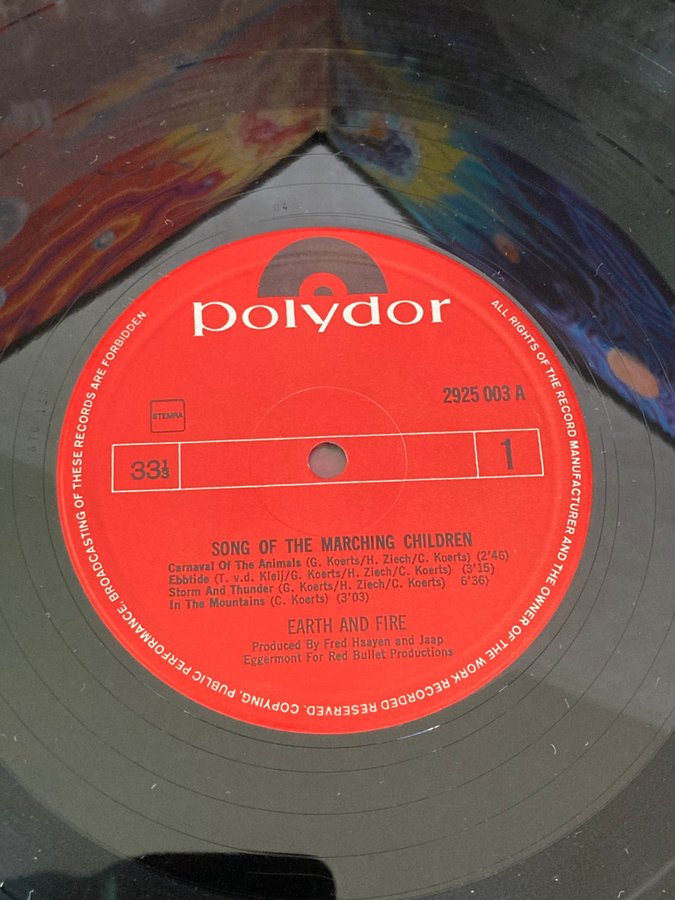 polydor
ALL RIGHTS OF THE RECORD MANUFACTURER AND THE OWNER OF THE WORK RECORDED RESERVED. COPYING, PUBLIC PERFORMANCE, BROADCASTING OF THESE RECORDS ARE FORBIDDEN.
2925 003 A
STEMRA
33⅓
1
SONG OF THE MARCHING CHILDREN
Carnaval Of The Animals (G. Koerts/H. Ziech/C. Koerts) (2'46)
Ebbtide (T. v.d. Kleij/G. Koerts/H. Ziech/C. Koerts) (3'15)
Storm And Thunder (G. Koerts/H. Ziech/C. Koerts) 6'36)
In The Mountains (C. Koerts) (3'03)
EARTH AND FIRE
Produced By Fred Haayen and Jaap
Eggermont For Red Bullet Productions